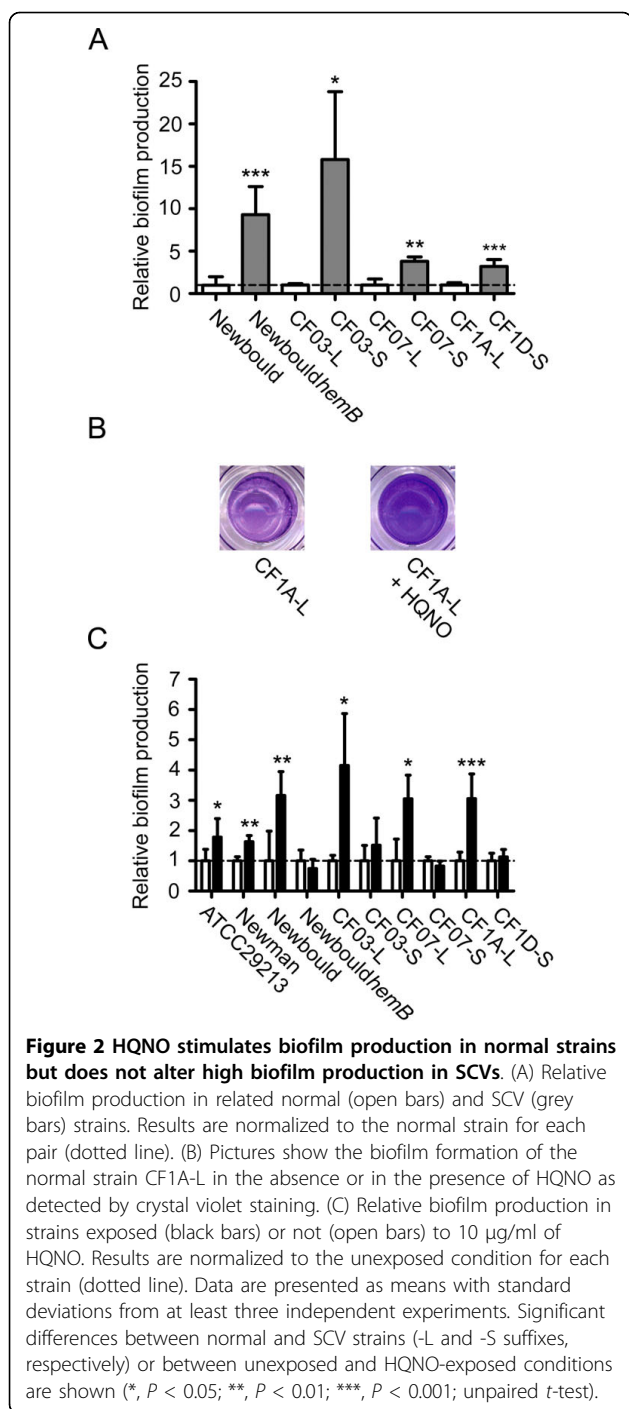 A
Relative biofilm production
25
20
15
10
5
0
***
*
**
***
Newbould
NewbouldhemB
CF03-L
CF03-S
CF07-L
CF07-S
CF1A-L
CF1D-S
B
CF1A-L
CF1A-L
+ HQNO
C
Relative biofilm production
7
6
5
4
3
2
1
0
*
**
**
*
*
***
ATCC29213
Newman
Newbould
NewbouldhemB
CF03-L
CF03-S
CF07-L
CF07-S
CF1A-L
CF1D-S
Figure 2 HQNO stimulates biofilm production in normal strains
but does not alter high biofilm production in SCVs. (A) Relative
biofilm production in related normal (open bars) and SCV (grey
bars) strains. Results are normalized to the normal strain for each
pair (dotted line). (B) Pictures show the biofilm formation of the
normal strain CF1A-L in the absence or in the presence of HQNO as
detected by crystal violet staining. (C) Relative biofilm production in
strains exposed (black bars) or not (open bars) to 10 µg/ml of
HQNO. Results are normalized to the unexposed condition for each
strain (dotted line). Data are presented as means with standard
deviations from at least three independent experiments. Significant
differences between normal and SCV strains (-L and -S suffixes,
respectively) or between unexposed and HQNO-exposed conditions
are shown (*, P < 0.05; **, P < 0.01; ***, P < 0.001; unpaired t-test).